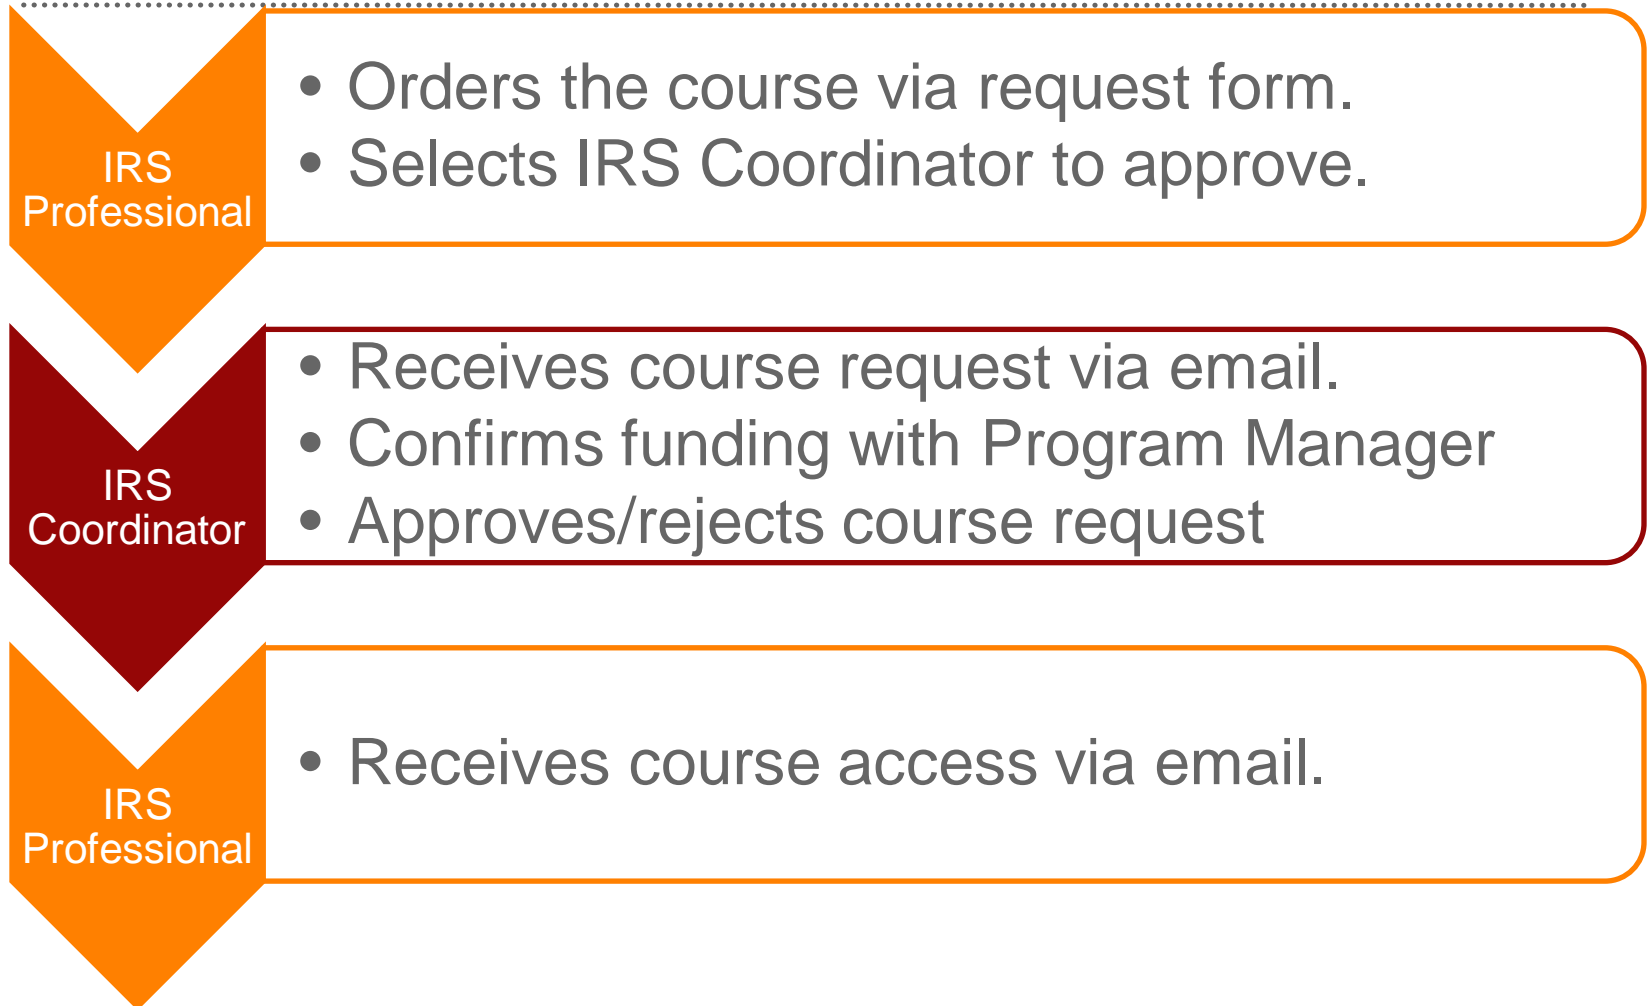 IRS
Professional
• Orders the course via request form.
• Selects IRS Coordinator to approve.
IRS
Coordinator
• Receives course request via email.
• Confirms funding with Program Manager
• Approves/rejects course request
IRS
Professional
• Receives course access via email.